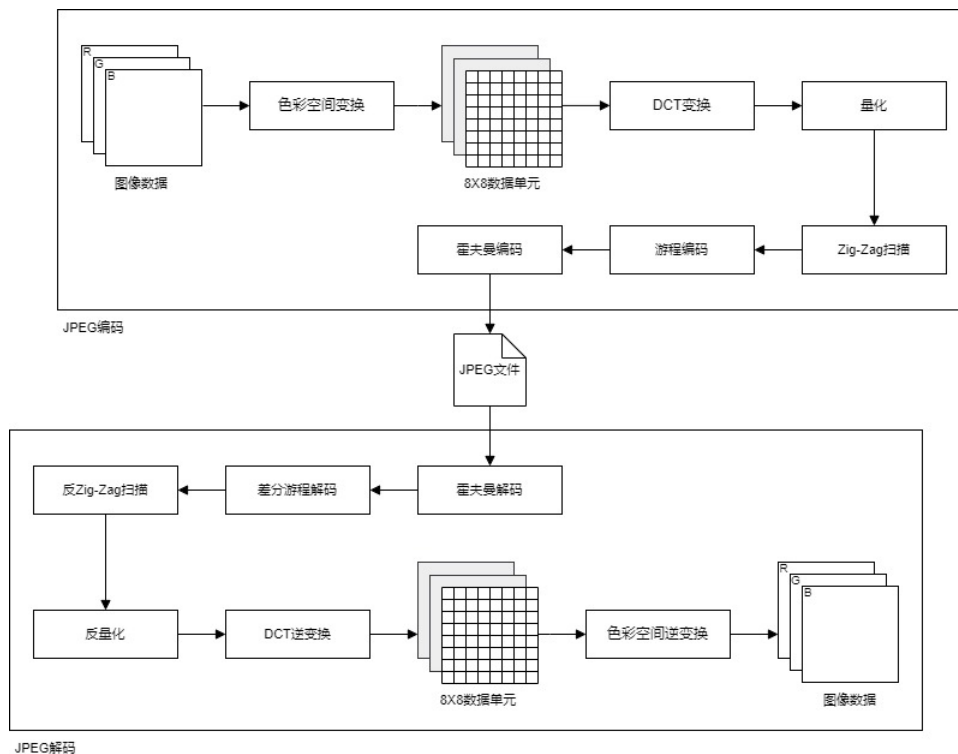 R
G
B
图像数据
色彩空间变换
8X8数据单元
DCT变换
量化
霍夫曼编码
游程编码
Zig-Zag扫描
JPEG编码
JPEG文件
反Zig-Zag扫描
差分游程解码
霍夫曼解码
反量化
DCT逆变换
8X8数据单元
色彩空间逆变换
R
G
B
图像数据
JPEG解码